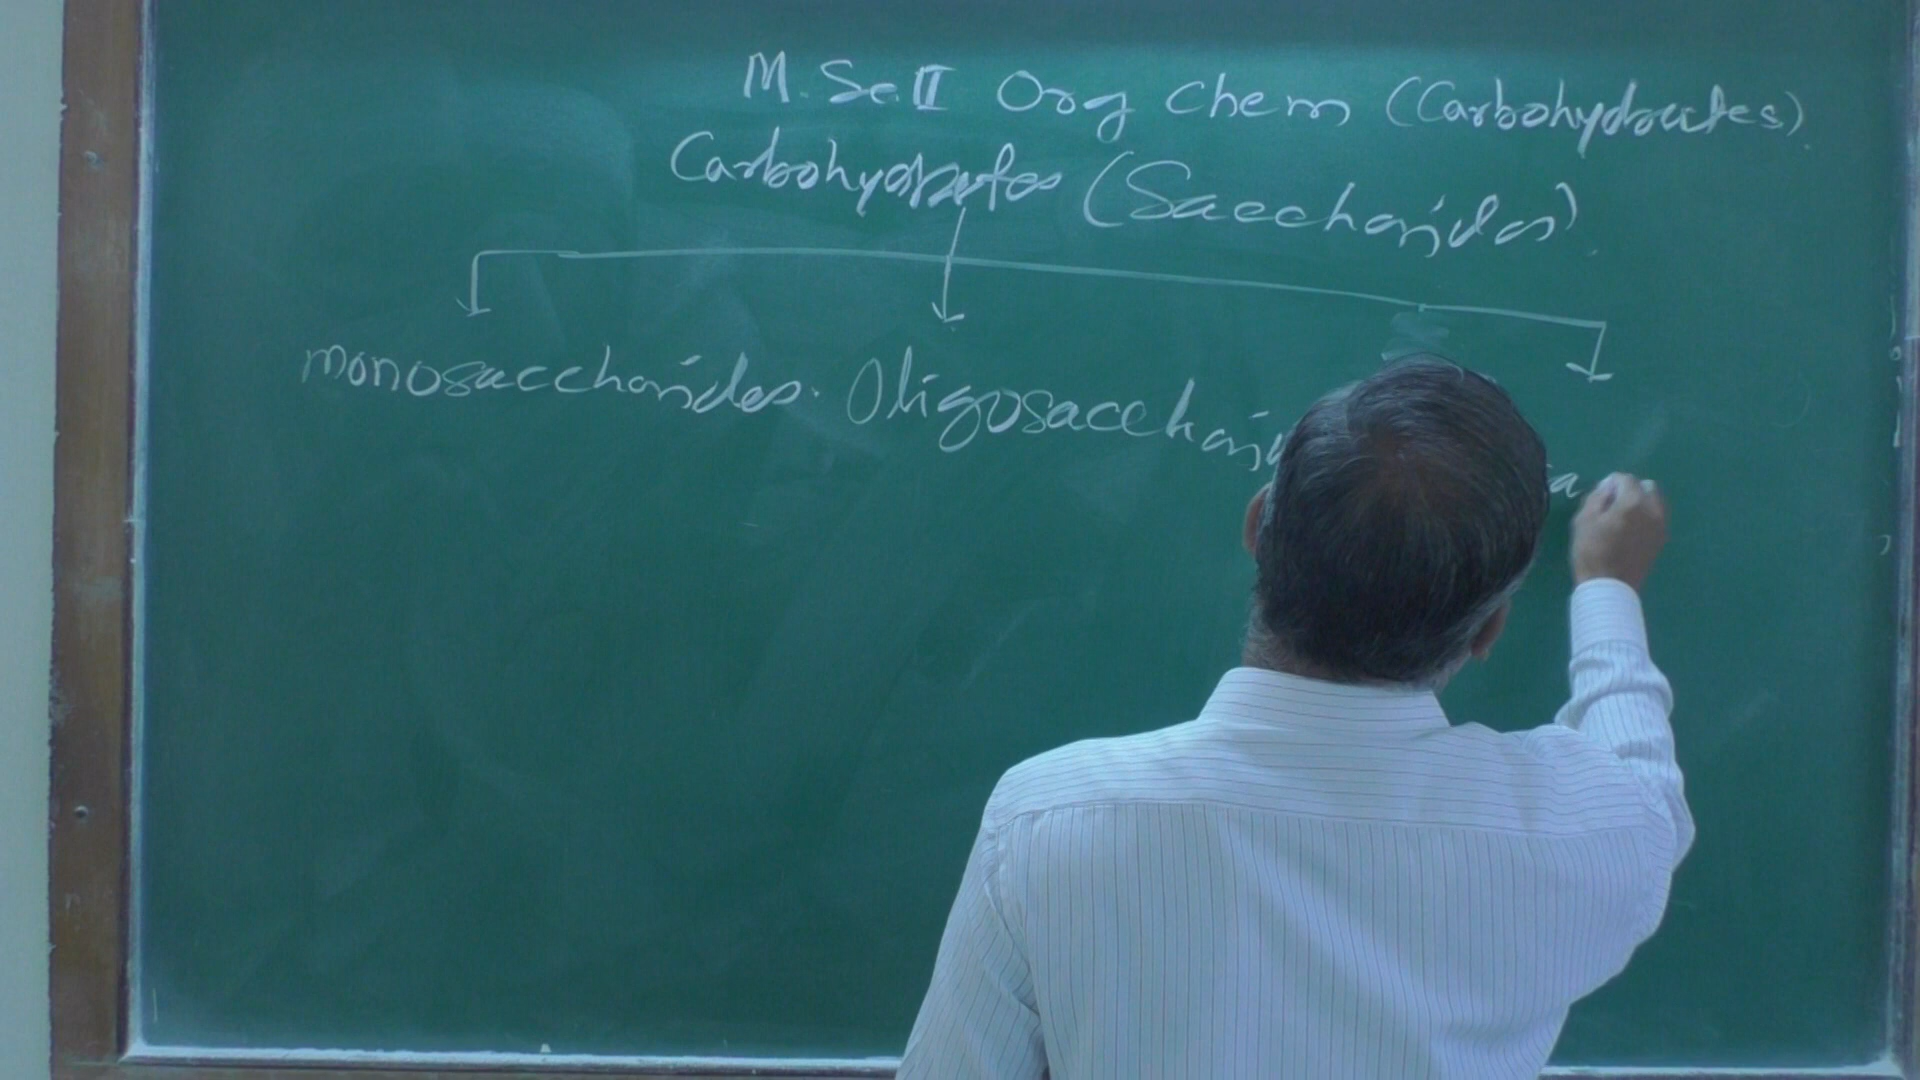 M.Sc.II Org Chem (Carbohydrates).
Carbohydrates (Saccharides).
monosaccharides. Oligosacchari